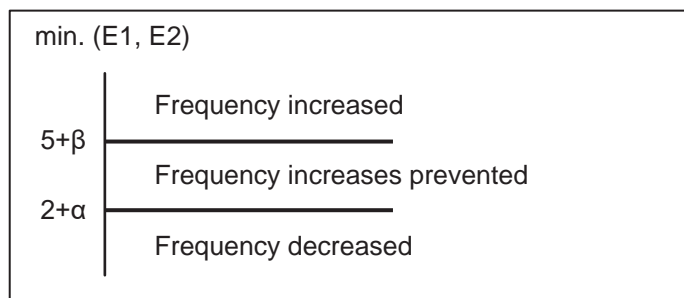 min. (E1, E2)
Frequency increased
5+β
Frequency increases prevented
2+α
Frequency decreased